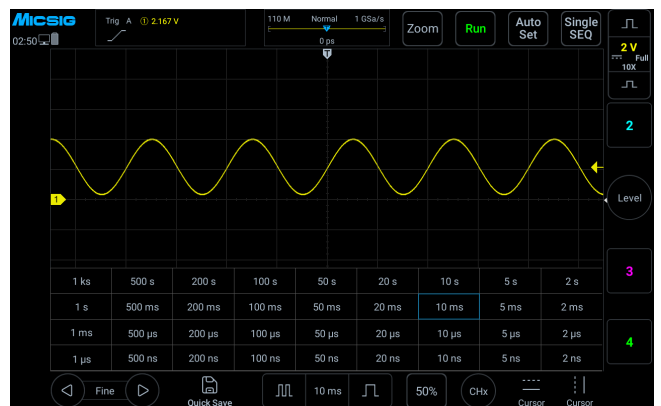 Micsig
Trig A ① 2.167 V
110 M Normal 1 GSa/s
0 ps
Zoom
Run
Auto Set
Single SEQ
02:50
T
2 V
Full
10X
2
1
Level
1 ks 500 s 200 s 100 s 50 s 20 s 10 s 5 s 2 s
3
1 s 500 ms 200 ms 100 ms 50 ms 20 ms 10 ms 5 ms 2 ms
1 ms 500 µs 200 µs 100 µs 50 µs 20 µs 10 µs 5 µs 2 µs
4
1 µs 500 ns 200 ns 100 ns 50 ns 20 ns 10 ns 5 ns 2 ns
Fine
Quick Save
10 ms
50%
CHx
Cursor
Cursor